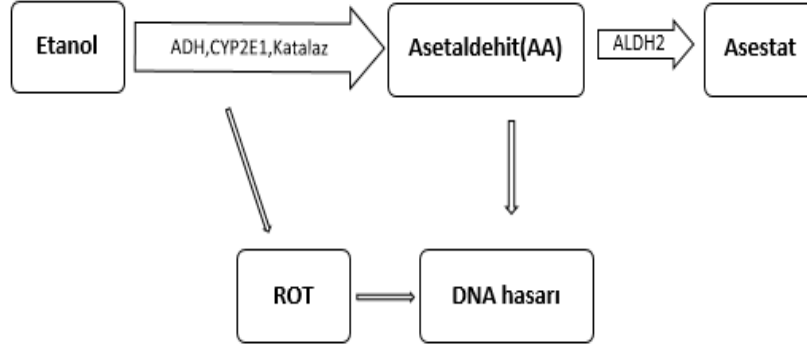 Etanol
ADH,CYP2E1,Katalaz
Asetaldehit(AA)
ALDH2
Asestat
ROT
DNA hasarı